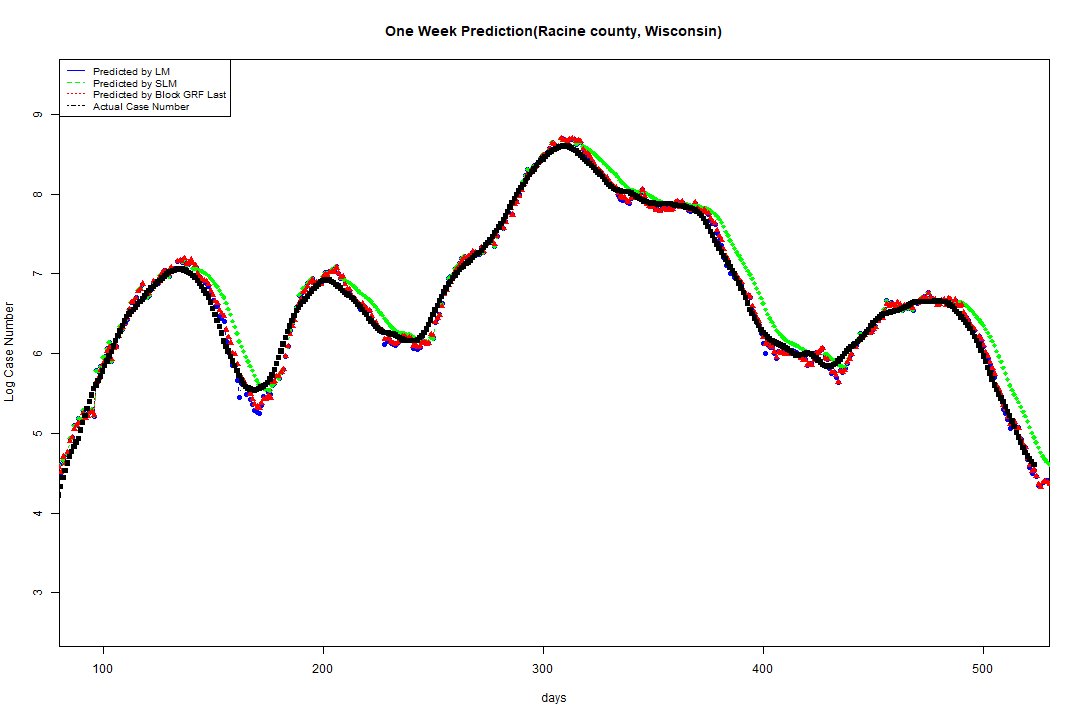 One Week Prediction(Racine county, Wisconsin)
Predicted by LM
Predicted by SLM
Predicted by Block GRF Last
Actual Case Number
9
8
7
6
5
4
3
Log Case Number
100 200 300 400 500
days